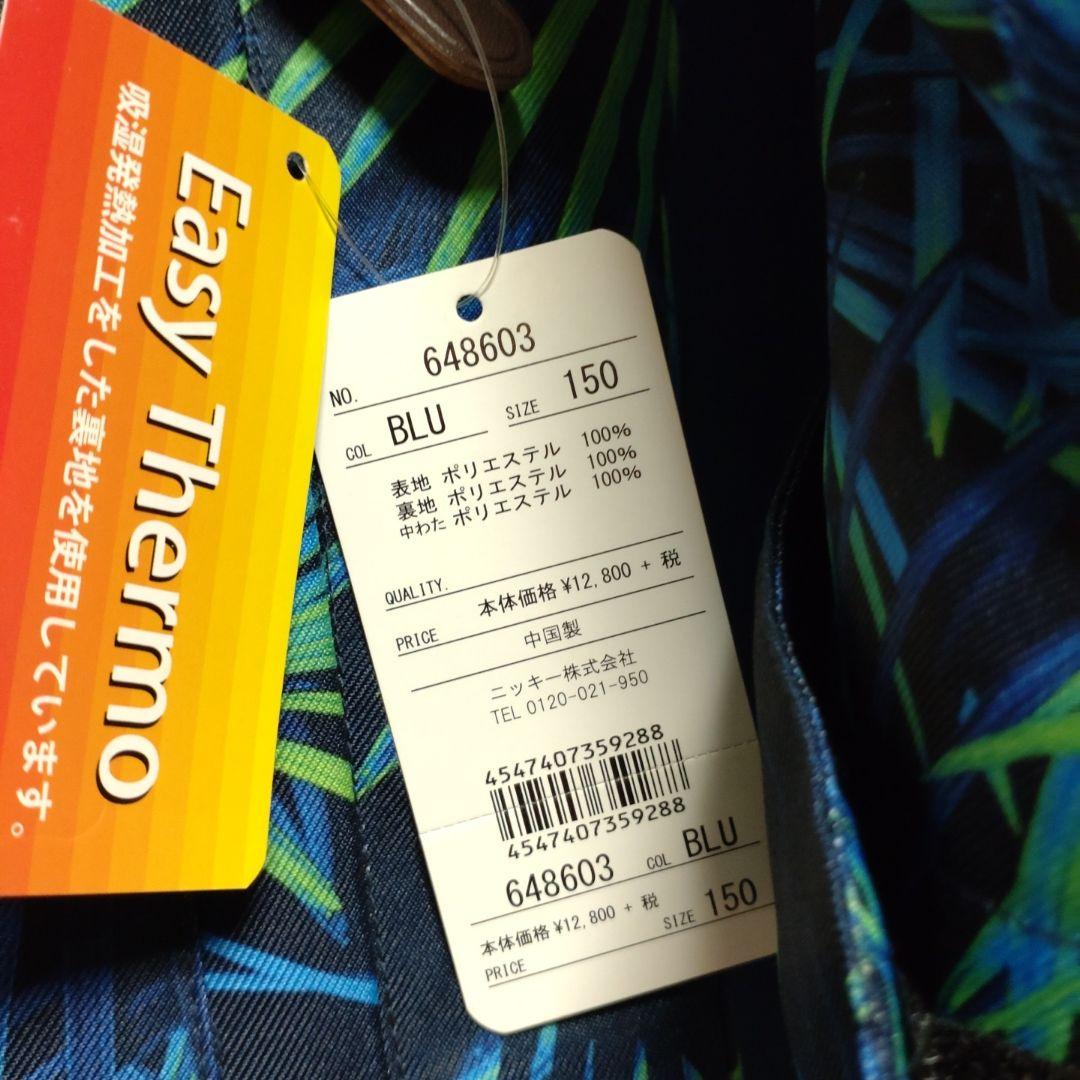 Easy Thermo
吸湿発熱加工をした裏地を使用しています。
NO. 648603
COL BLU SIZE 150
表地 ポリエステル 100%
裏地 ポリエステル 100%
中わた ポリエステル 100%
QUALITY.
PRICE 本体価格 ¥12,800 + 税
中国製
ニッキー株式会社
TEL 0120-021-950
4547407359288
4547407359288
648603 COL BLU
本体価格 ¥12,800 + 税
PRICE SIZE 150